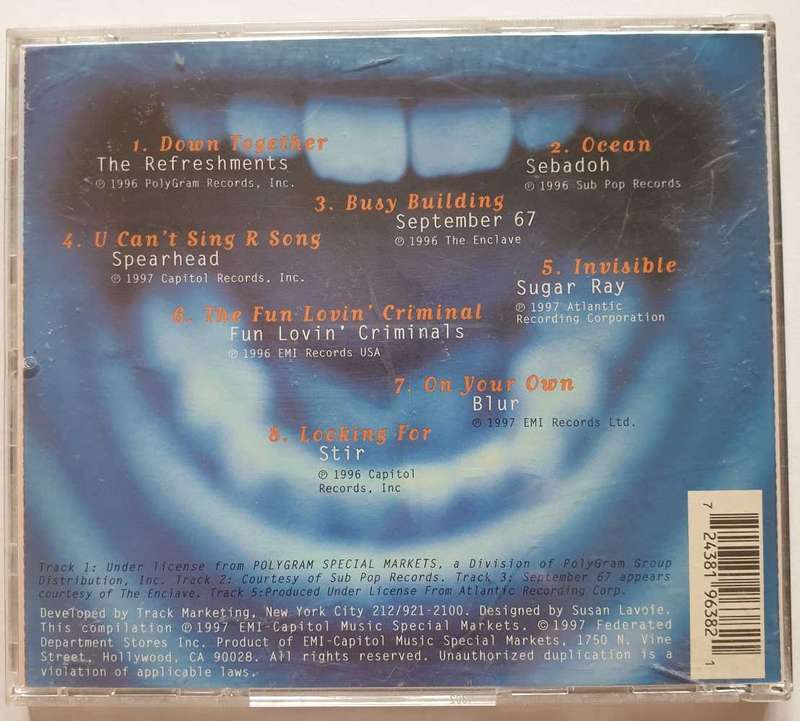 1. Down Together
The Refreshments
℗ 1996 PolyGram Records, Inc.
2. Ocean
Sebadoh
℗ 1996 Sub Pop Records
3. Busy Building
September 67
℗ 1996 The Enclave
4. U Can't Sing R Song
Spearhead
℗ 1997 Capitol Records, Inc.
5. Invisible
Sugar Ray
℗ 1997 Atlantic
Recording Corporation
6. The Fun Lovin' Criminal
Fun Lovin' Criminals
℗ 1996 EMI Records USA
7. On Your Own
Blur
℗ 1997 EMI Records Ltd.
8. Looking For
Stir
℗ 1996 Capitol
Records, Inc
Track 1: Under license from POLYGRAM SPECIAL MARKETS, a Division of PolyGram Group
Distribution, Inc. Track 2: Courtesy of Sub Pop Records. Track 3: September 67 appears
courtesy of The Enclave. Track 5:Produced Under License From Atlantic Recording Corp.
Developed by Track Marketing, New York City 212/921-2100. Designed by Susan Lavoie.
This compilation ℗ 1997 EMI-Capitol Music Special Markets. © 1997 Federated
Department Stores Inc. Product of EMI-Capitol Music Special Markets, 1750 N. Vine
Street, Hollywood, CA 90028. All rights reserved. Unauthorized duplication is a
violation of applicable laws.
7 24381 96382 1